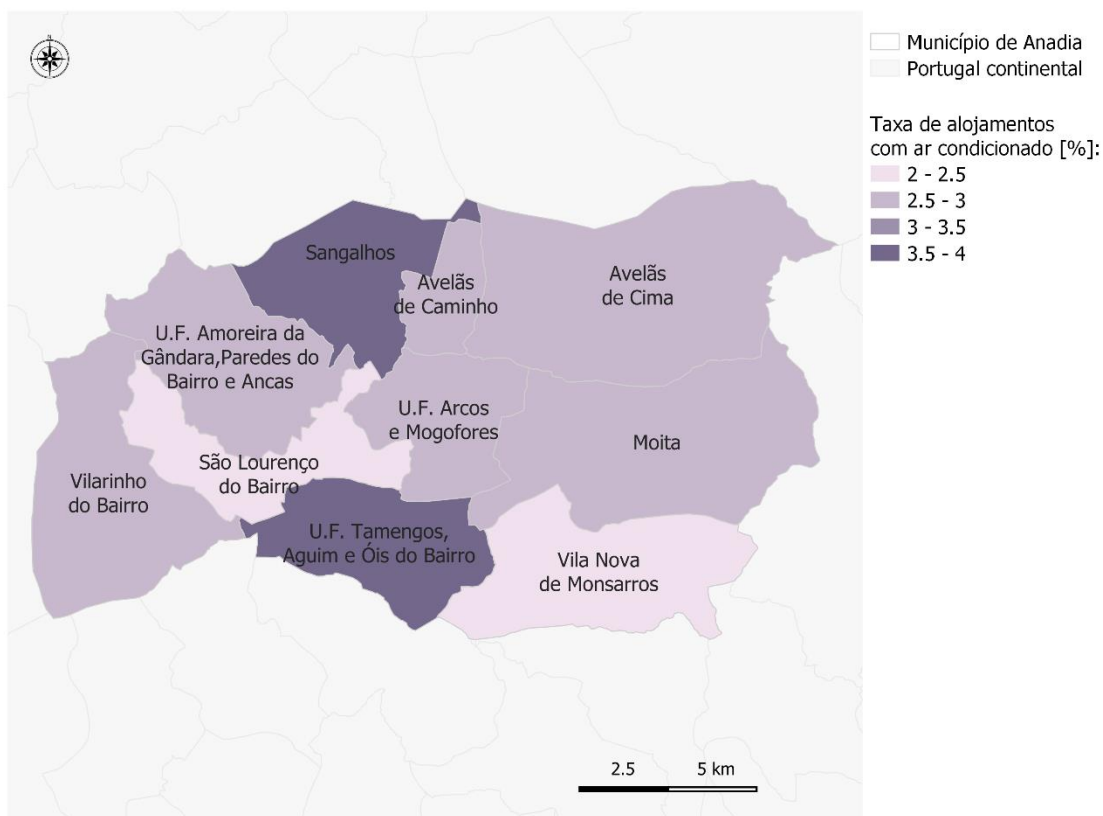 Município de Anadia
Portugal continental
Taxa de alojamentos
com ar condicionado [%]:
2 - 2.5
2.5 - 3
3 - 3.5
3.5 - 4
Sangalhos
Avelãs
de Caminho
Avelãs
de Cima
U.F. Amoreira da
Gândara,Paredes do
Bairro e Ancas
U.F. Arcos
e Mogofores
Moita
São Lourenço
do Bairro
Vilarinho
do Bairro
U.F. Tamengos,
Aguim e Óis do Bairro
Vila Nova
de Monsarros
2.5 5 km